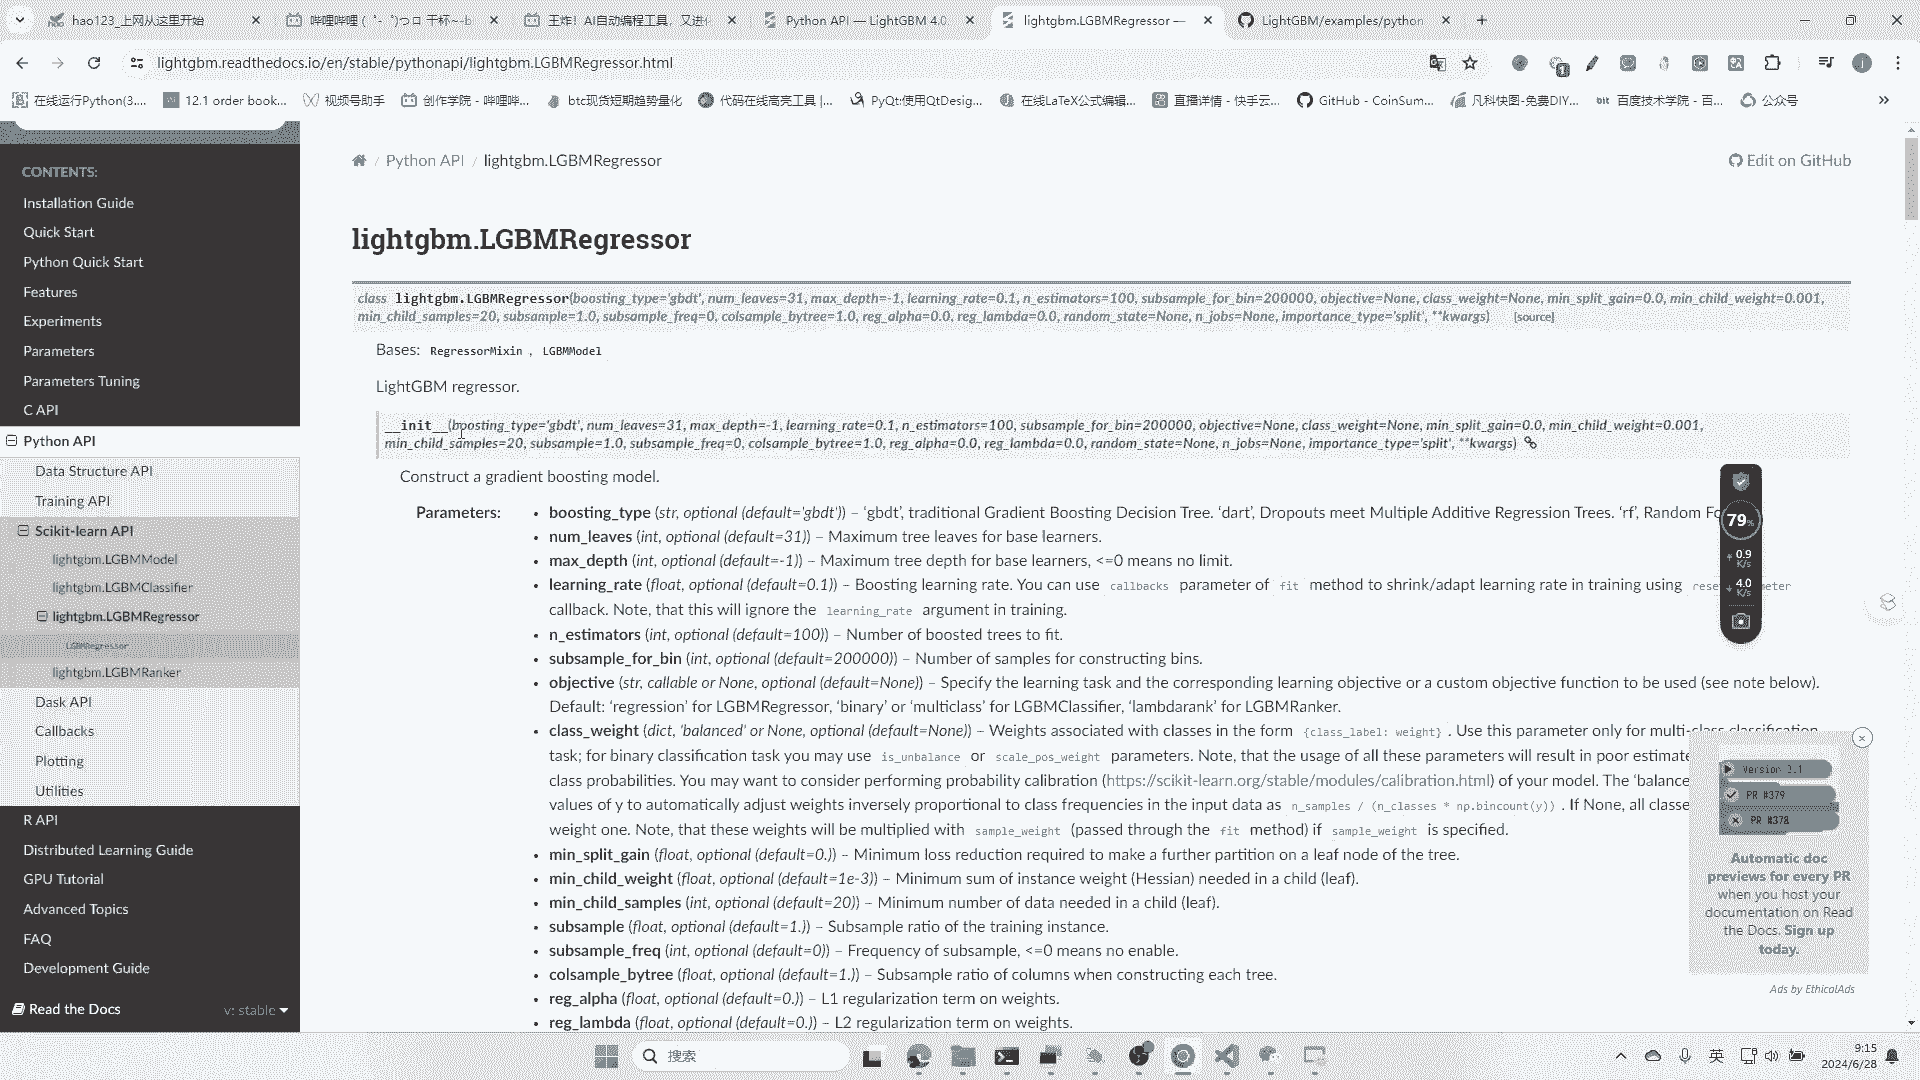 hao123_上网从这里开始
哔哩哔哩 (゜-゜)つロ 干杯~-b
王炸！AI自动编程工具，又进化
Python API — LightGBM 4.0
lightgbm.LGBMRegressor —
LightGBM/examples/python
lightgbm.readthedocs.io/en/stable/pythonapi/lightgbm.LGBMRegressor.html
在线运行Python(3....
12.1 order book...
视频号助手
创作学院 - 哔哩哔...
btc现货短期趋势量化
代码在线高亮工具 |...
PyQt:使用QtDesig...
在线LaTeX公式编辑...
直播详情 - 快手云...
GitHub - CoinSum...
凡科快图-免费DIY...
百度技术学院 - 百...
公众号
CONTENTS:
Installation Guide
Quick Start
Python Quick Start
Features
Experiments
Parameters
Parameters Tuning
C API
Python API
Data Structure API
Training API
Scikit-learn API
lightgbm.LGBMModel
lightgbm.LGBMClassifier
lightgbm.LGBMRegressor
LGBMRegressor
lightgbm.LGBMRanker
Dask API
Callbacks
Plotting
Utilities
R API
Distributed Learning Guide
GPU Tutorial
Advanced Topics
FAQ
Development Guide
Read the Docs
v: stable
/ Python API / lightgbm.LGBMRegressor
Edit on GitHub
lightgbm.LGBMRegressor
class lightgbm.LGBMRegressor(boosting_type='gbdt', num_leaves=31, max_depth=-1, learning_rate=0.1, n_estimators=100, subsample_for_bin=200000, objective=None, class_weight=None, min_split_gain=0.0, min_child_weight=0.001,
min_child_samples=20, subsample=1.0, subsample_freq=0, colsample_bytree=1.0, reg_alpha=0.0, reg_lambda=0.0, random_state=None, n_jobs=None, importance_type='split', **kwargs) [source]
Bases: RegressorMixin , LGBMModel
LightGBM regressor.
__init__(boosting_type='gbdt', num_leaves=31, max_depth=-1, learning_rate=0.1, n_estimators=100, subsample_for_bin=200000, objective=None, class_weight=None, min_split_gain=0.0, min_child_weight=0.001,
min_child_samples=20, subsample=1.0, subsample_freq=0, colsample_bytree=1.0, reg_alpha=0.0, reg_lambda=0.0, random_state=None, n_jobs=None, importance_type='split', **kwargs)
Construct a gradient boosting model.
Parameters:
• boosting_type (str, optional (default='gbdt')) – ‘gbdt’, traditional Gradient Boosting Decision Tree. ‘dart’, Dropouts meet Multiple Additive Regression Trees. ‘rf’, Random Fo
• num_leaves (int, optional (default=31)) – Maximum tree leaves for base learners.
• max_depth (int, optional (default=-1)) – Maximum tree depth for base learners, <=0 means no limit.
• learning_rate (float, optional (default=0.1)) – Boosting learning rate. You can use callbacks parameter of fit method to shrink/adapt learning rate in training using rese meter
callback. Note, that this will ignore the learning_rate argument in training.
• n_estimators (int, optional (default=100)) – Number of boosted trees to fit.
• subsample_for_bin (int, optional (default=200000)) – Number of samples for constructing bins.
• objective (str, callable or None, optional (default=None)) – Specify the learning task and the corresponding learning objective or a custom objective function to be used (see note below).
Default: ‘regression’ for LGBMRegressor, ‘binary’ or ‘multiclass’ for LGBMClassifier, ‘lambdarank’ for LGBMRanker.
• class_weight (dict, 'balanced' or None, optional (default=None)) – Weights associated with classes in the form {class_label: weight} . Use this parameter only for multi-class classification
task; for binary classification task you may use is_unbalance or scale_pos_weight parameters. Note, that the usage of all these parameters will result in poor estimate
class probabilities. You may want to consider performing probability calibration (https://scikit-learn.org/stable/modules/calibration.html) of your model. The ‘balance
values of y to automatically adjust weights inversely proportional to class frequencies in the input data as n_samples / (n_classes * np.bincount(y)) . If None, all classe
weight one. Note, that these weights will be multiplied with sample_weight (passed through the fit method) if sample_weight is specified.
• min_split_gain (float, optional (default=0.)) – Minimum loss reduction required to make a further partition on a leaf node of the tree.
• min_child_weight (float, optional (default=1e-3)) – Minimum sum of instance weight (Hessian) needed in a child (leaf).
• min_child_samples (int, optional (default=20)) – Minimum number of data needed in a child (leaf).
• subsample (float, optional (default=1.)) – Subsample ratio of the training instance.
• subsample_freq (int, optional (default=0)) – Frequency of subsample, <=0 means no enable.
• colsample_bytree (float, optional (default=1.)) – Subsample ratio of columns when constructing each tree.
• reg_alpha (float, optional (default=0.)) – L1 regularization term on weights.
• reg_lambda (float, optional (default=0.)) – L2 regularization term on weights.
79%
0.9
K/s
4.0
K/s
Version 2.1
PR #379
PR #378
Automatic doc
previews for every PR
when you host your
documentation on Read
the Docs. Sign up
today.
Ads by EthicalAds
搜索
英
9:15
2024/6/28